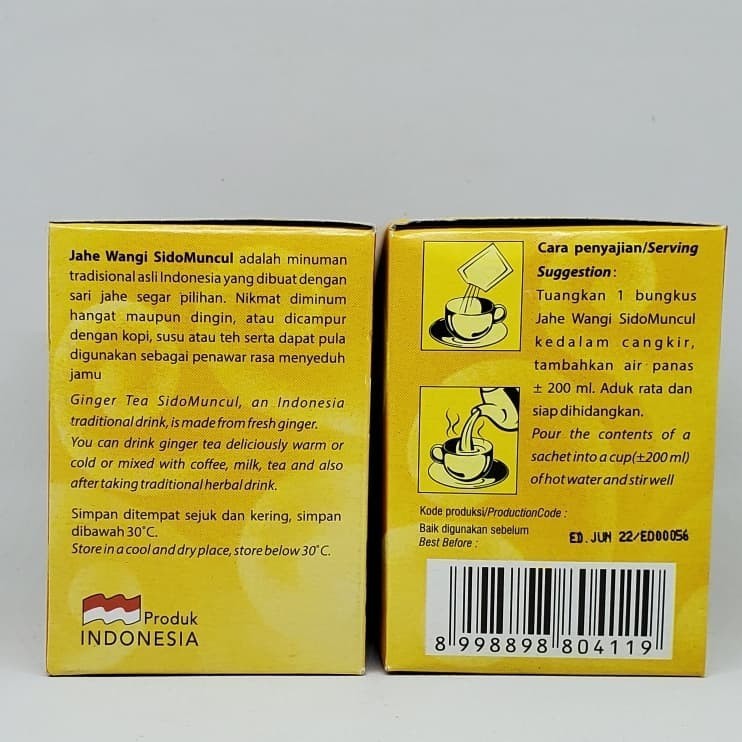 Jahe Wangi SidoMuncul adalah minuman
tradisional asli Indonesia yang dibuat dengan
sari jahe segar pilihan. Nikmat diminum
hangat maupun dingin, atau dicampur
dengan kopi, susu atau teh serta dapat pula
digunakan sebagai penawar rasa menyeduh
jamu
Ginger Tea SidoMuncul, an Indonesia
traditional drink, is made from fresh ginger.
You can drink ginger tea deliciously warm or
cold or mixed with coffee, milk, tea and also
after taking traditional herbal drink.
Simpan ditempat sejuk dan kering, simpan
dibawah 30°C.
Store in a cool and dry place, store below 30°C.
Produk
INDONESIA
Cara penyajian/Serving
Suggestion :
Tuangkan 1 bungkus
Jahe Wangi SidoMuncul
kedalam cangkir,
tambahkan air panas
± 200 ml. Aduk rata dan
siap dihidangkan.
Pour the contents of a
sachet into a cup(±200 ml)
of hot water and stir well
Kode produksi/ProductionCode :
Baik digunakan sebelum
Best Before :
ED. JUN 22/ED00056
8 998898 804119